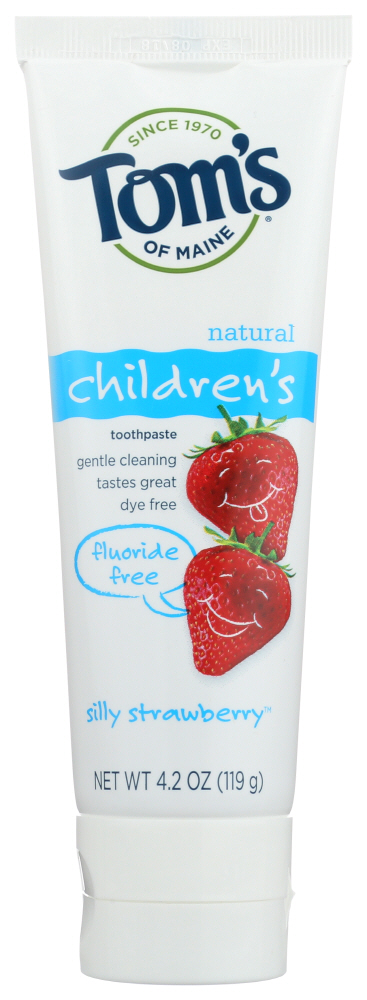 SINCE 1970
TOM'S
®
OF MAINE
natural
children's
toothpaste
gentle cleaning
tastes great
dye free
fluoride
free
silly strawberry™
NET WT 4.2 OZ (119 g)